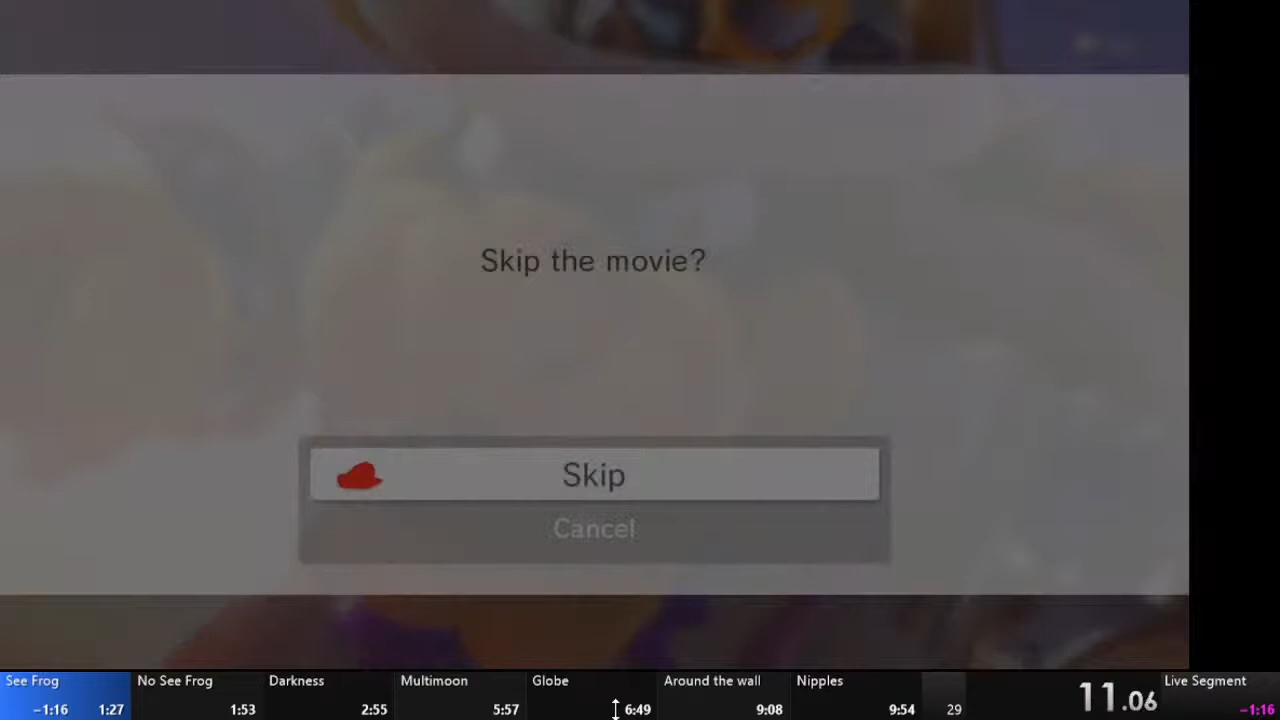 Skip the movie?
Skip
Cancel
See Frog
−1:16 1:27
No See Frog
1:53
Darkness
2:55
Multimoon
5:57
Globe
6:49
Around the wall
9:08
Nipples
9:54
29
11.06
Live Segment
−1:16